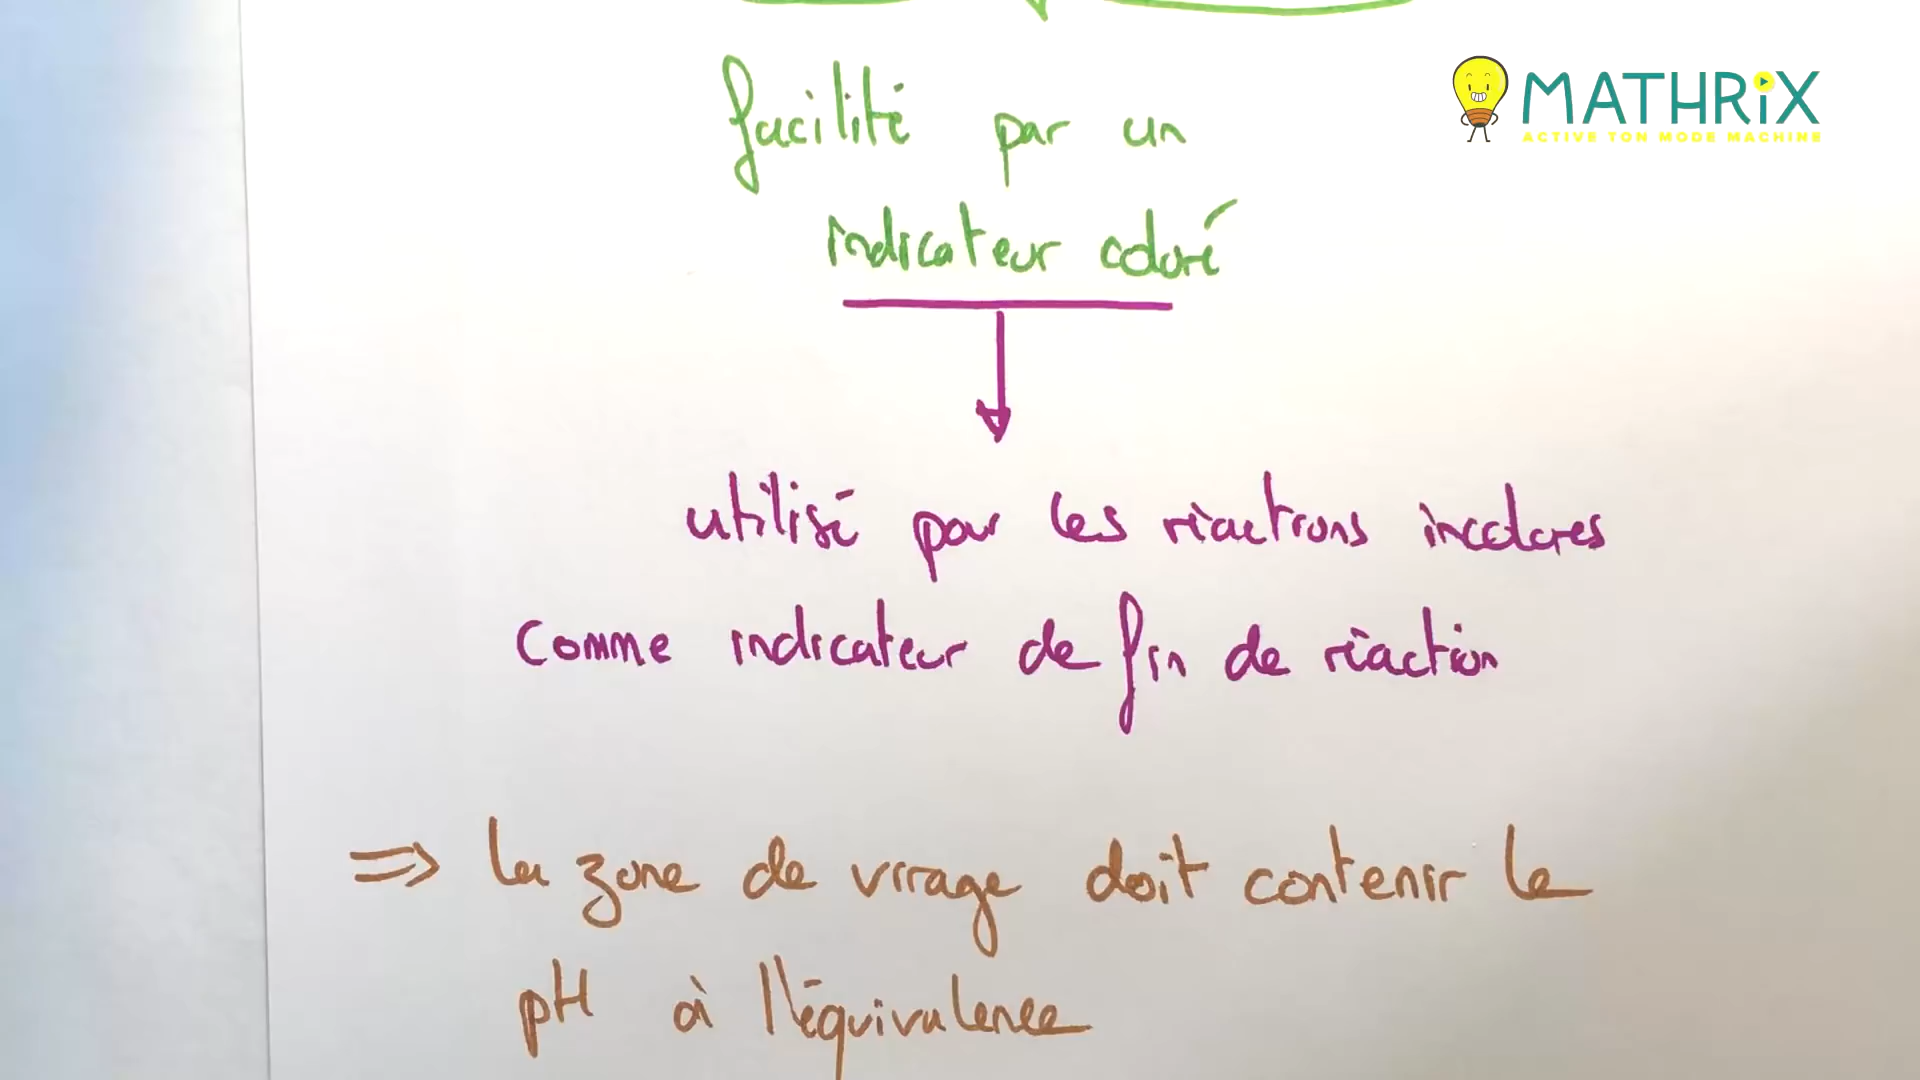 facilité par un
indicateur coloré
utilisé pour les réactions incolores
comme indicateur de fin de réaction
⇒ la zone de virage doit contenir le
pH à l'équivalence
MATHRiX
ACTIVE TON MODE MACHINE